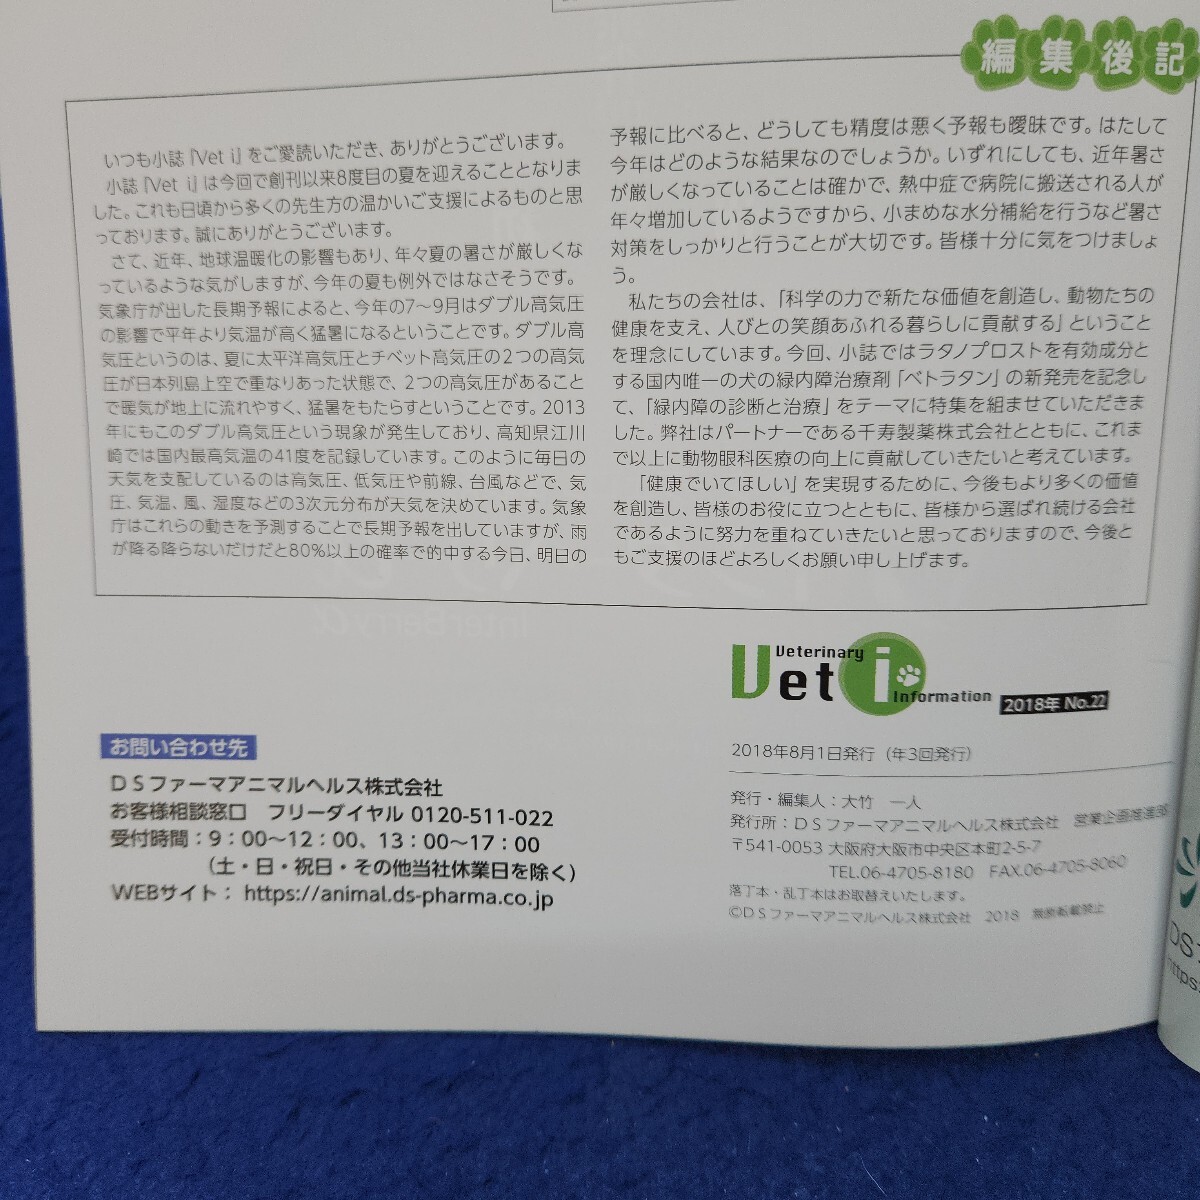 編集後記
いつも小誌『Vet i』をご愛読いただき、ありがとうございます。
小誌『Vet i』は今回で創刊以来8度目の夏を迎えることとなりま
した。これも日頃から多くの先生方の温かいご支援によるものと思
っております。誠にありがとうございます。
さて、近年、地球温暖化の影響もあり、年々夏の暑さが厳しくな
っているような気がしますが、今年の夏も例外ではなさそうです。
気象庁が出した長期予報によると、今年の7〜9月はダブル高気圧
の影響で平年より気温が高く猛暑になるということです。ダブル高
気圧というのは、夏に太平洋高気圧とチベット高気圧の2つの高気
圧が日本列島上空で重なりあった状態で、2つの高気圧があること
で暖気が地上に流れやすく、猛暑をもたらすということです。2013
年にもこのダブル高気圧という現象が発生しており、高知県江川
崎では国内最高気温の41度を記録しています。このように毎日の
天気を支配しているのは高気圧、低気圧や前線、台風などで、気
圧、気温、風、湿度などの3次元分布が天気を決めています。気象
庁はこれらの動きを予測することで長期予報を出していますが、雨
が降る降らないだけだと80%以上の確率で的中する今日、明日の
予報に比べると、どうしても精度は悪く予報も曖昧です。はたして
今年はどのような結果なのでしょうか。いずれにしても、近年暑さ
が厳しくなっていることは確かで、熱中症で病院に搬送される人が
年々増加しているようですから、小まめな水分補給を行うなど暑さ
対策をしっかりと行うことが大切です。皆様十分に気をつけましょ
う。
私たちの会社は、「科学の力で新たな価値を創造し、動物たちの
健康を支え、人びとの笑顔あふれる暮らしに貢献する」ということ
を理念にしています。今回、小誌ではラタノプロストを有効成分と
する国内唯一の犬の緑内障治療剤「ベトラタン」の新発売を記念し
て、「緑内障の診断と治療」をテーマに特集を組ませていただきま
した。弊社はパートナーである千寿製薬株式会社とともに、これま
で以上に動物眼科医療の向上に貢献していきたいと考えています。
「健康でいてほしい」を実現するために、今後もより多くの価値
を創造し、皆様のお役に立つとともに、皆様から選ばれ続ける会社
であるように努力を重ねていきたいと思っておりますので、今後と
もご支援のほどよろしくお願い申し上げます。
Veterinary
Vet i
Information
2018年 No.22
2018年8月1日発行（年3回発行）
発行・編集人：大竹 一人
発行所：DSファーマアニマルヘルス株式会社 営業企画推進部
〒541-0053 大阪府大阪市中央区本町2-5-7
TEL.06-4705-8180 FAX.06-4705-8060
落丁本・乱丁本はお取替えいたします。
©DSファーマアニマルヘルス株式会社 2018 無断転載禁止
お問い合わせ先
DSファーマアニマルヘルス株式会社
お客様相談窓口 フリーダイヤル 0120-511-022
受付時間：9：00〜12：00、13：00〜17：00
（土・日・祝日・その他当社休業日を除く）
WEBサイト： https://animal.ds-pharma.co.jp